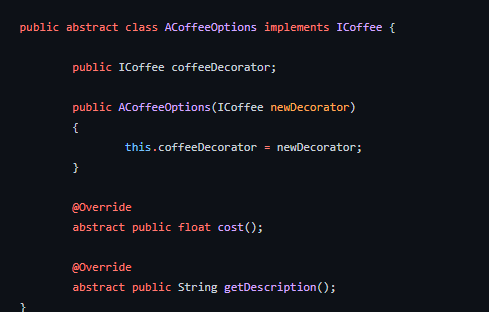 public abstract class ACoffeeOptions implements ICoffee {
public ICoffee coffeeDecorator;
public ACoffeeOptions(ICoffee newDecorator)
{
this.coffeeDecorator = newDecorator;
}
@Override
abstract public float cost();
@Override
abstract public String getDescription();
}